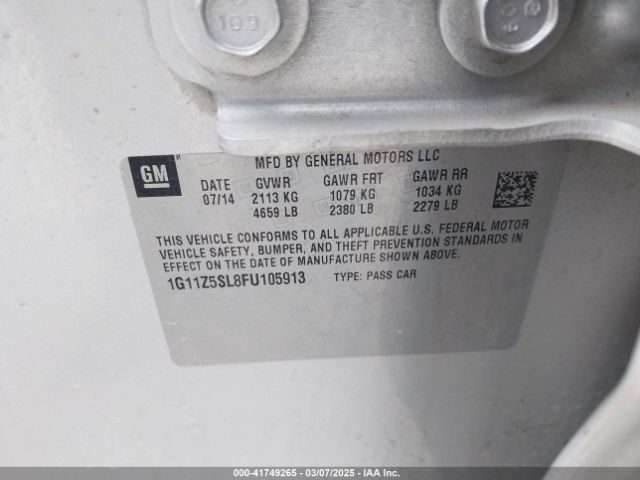 10.9
GM
MFD BY GENERAL MOTORS LLC
DATE GVWR GAWR FRT GAWR RR
07/14 2113 KG 1079 KG 1034 KG
4659 LB 2380 LB 2279 LB
THIS VEHICLE CONFORMS TO ALL APPLICABLE U.S. FEDERAL MOTOR
VEHICLE SAFETY, BUMPER, AND THEFT PREVENTION STANDARDS IN
EFFECT ON THE DATE OF MANUFACTURE SHOWN ABOVE.
1G11Z5SL8FU105913 TYPE: PASS CAR
000-41749265 - 03/07/2025 - IAA Inc.